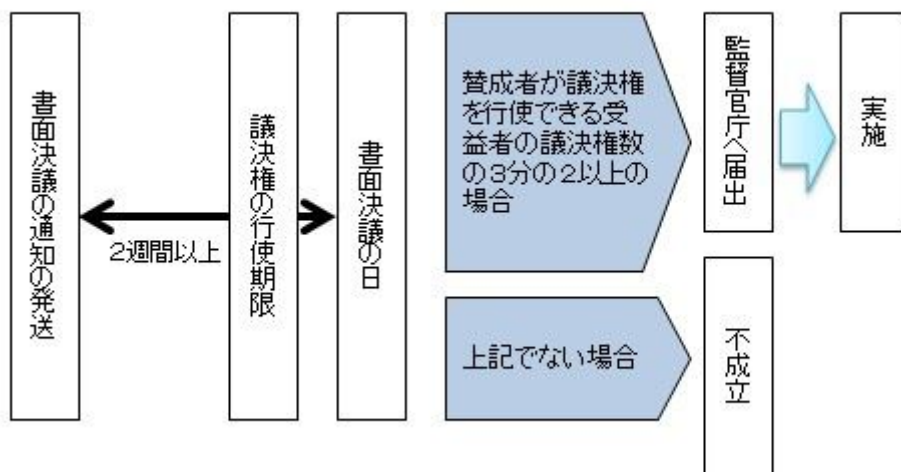 書面決議の通知の発送
2週間以上
議決権の行使期限
書面決議の日
賛成者が議決権
を行使できる受
益者の議決権数
の3分の2以上の
場合
監督官庁へ届出
実施
上記でない場合
不成立